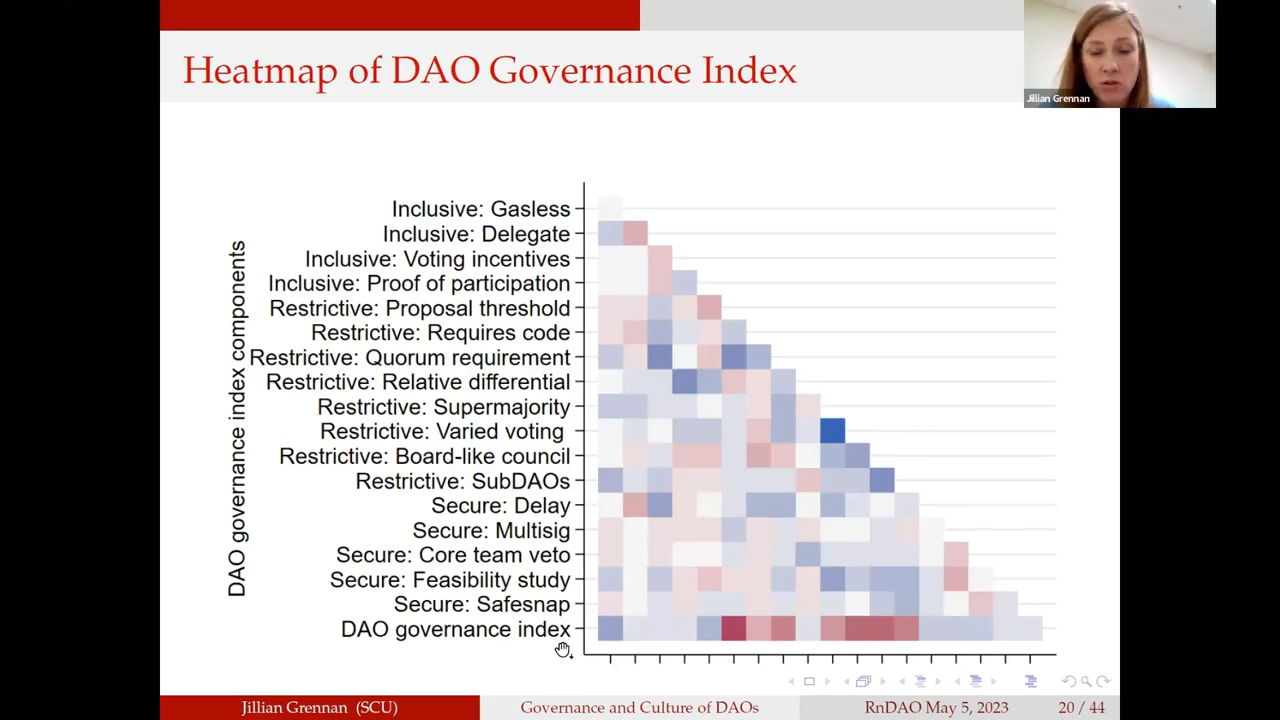 Heatmap of DAO Governance Index
Jillian Grennan
DAO governance index components
Inclusive: Gasless
Inclusive: Delegate
Inclusive: Voting incentives
Inclusive: Proof of participation
Restrictive: Proposal threshold
Restrictive: Requires code
Restrictive: Quorum requirement
Restrictive: Relative differential
Restrictive: Supermajority
Restrictive: Varied voting
Restrictive: Board-like council
Restrictive: SubDAOs
Secure: Delay
Secure: Multisig
Secure: Core team veto
Secure: Feasibility study
Secure: Safesnap
DAO governance index
Jillian Grennan (SCU)
Governance and Culture of DAOs
RnDAO May 5, 2023
20 / 44